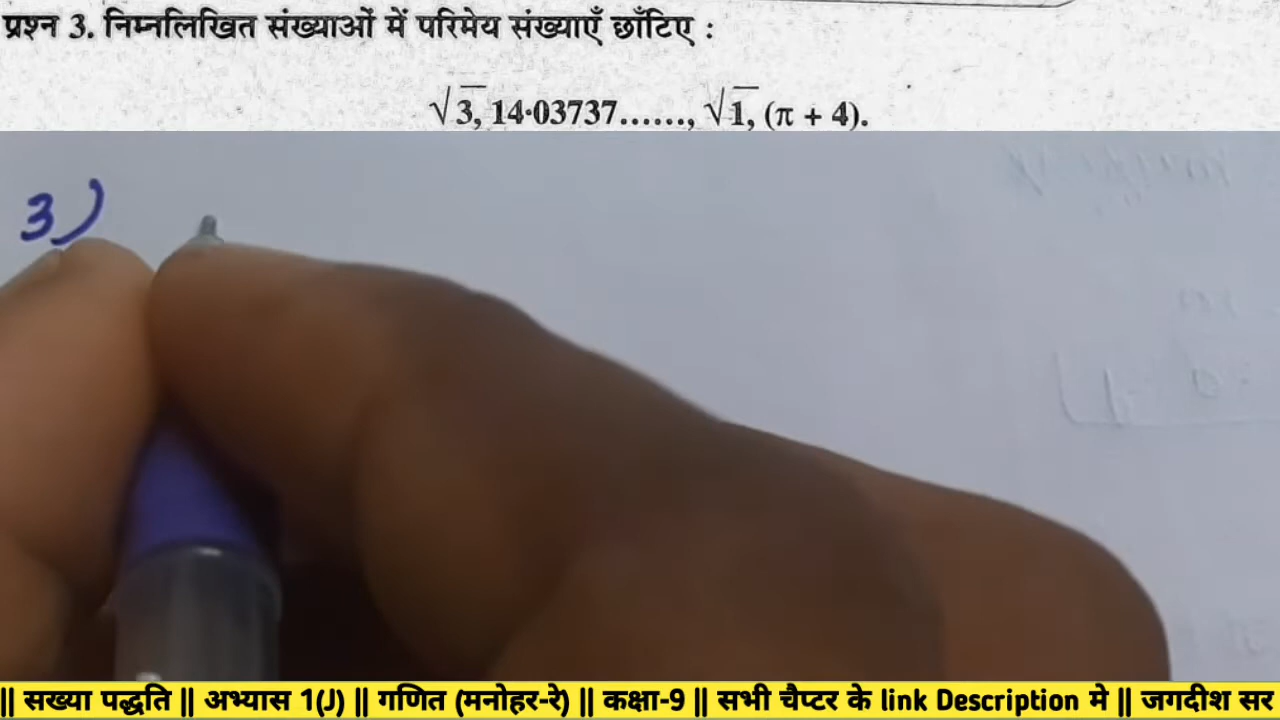 प्रश्न 3. निम्नलिखित संख्याओं में परिमेय संख्याएँ छाँटिए :
√3, 14·03737......, √1, (π + 4).
3)
|| सख्या पद्धति || अभ्यास 1(J) || गणित (मनोहर-रे) || कक्षा-9 || सभी चैप्टर के link Description मे || जगदीश सर